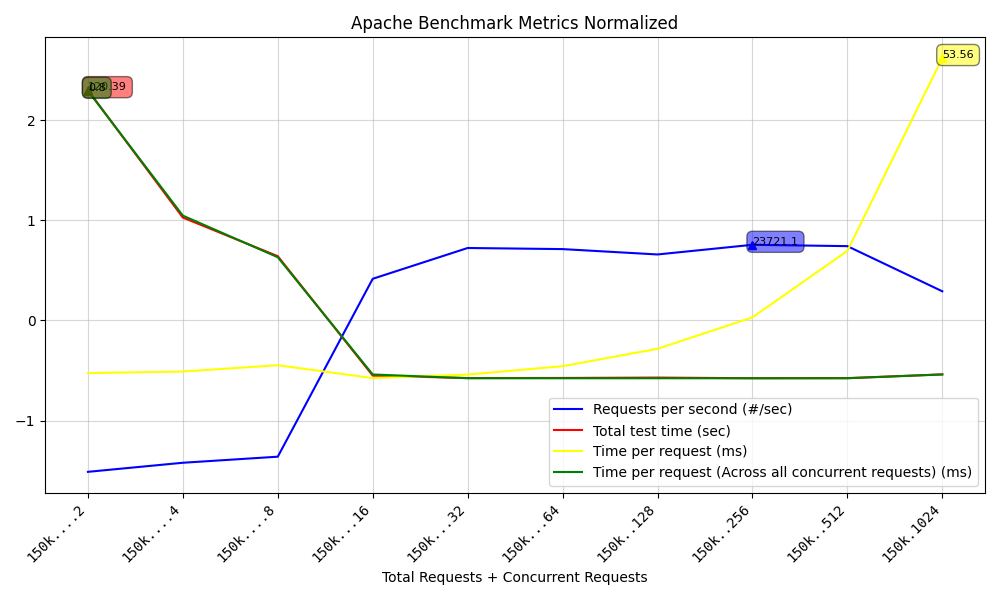 Apache Benchmark Metrics Normalized
53.56
0.8
23721.1
2
1
0
−1
Requests per second (#/sec)
Total test time (sec)
Time per request (ms)
Time per request (Across all concurrent requests) (ms)
150k....2
150k....4
150k....8
150k...16
150k...32
150k...64
150k..128
150k..256
150k..512
150k.1024
Total Requests + Concurrent Requests